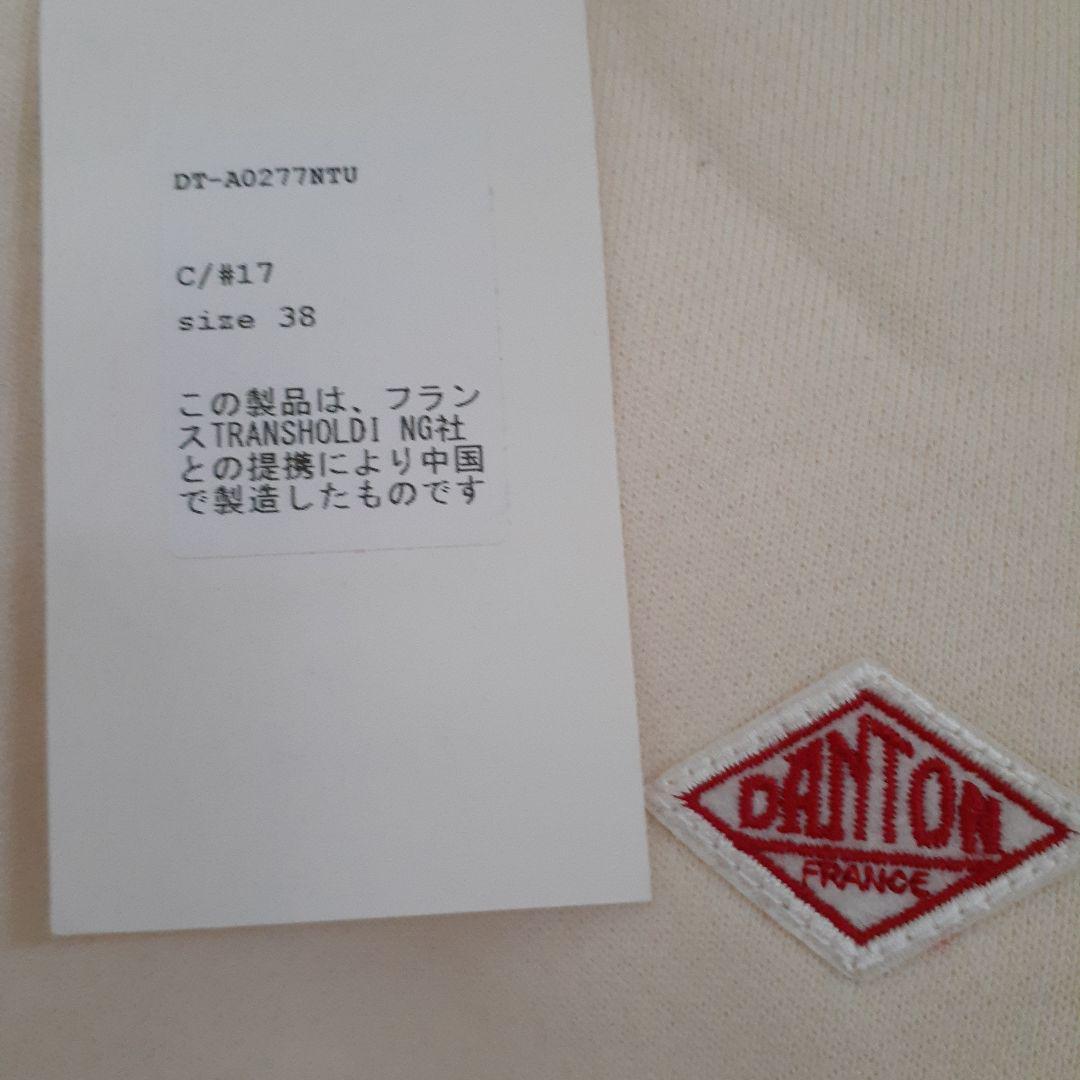 DT-A0277NTU
C/#17
size 38
この製品は、フラン
スTRANSHOLDI NG社
との提携により中国
で製造したものです
DANTON
FRANCE